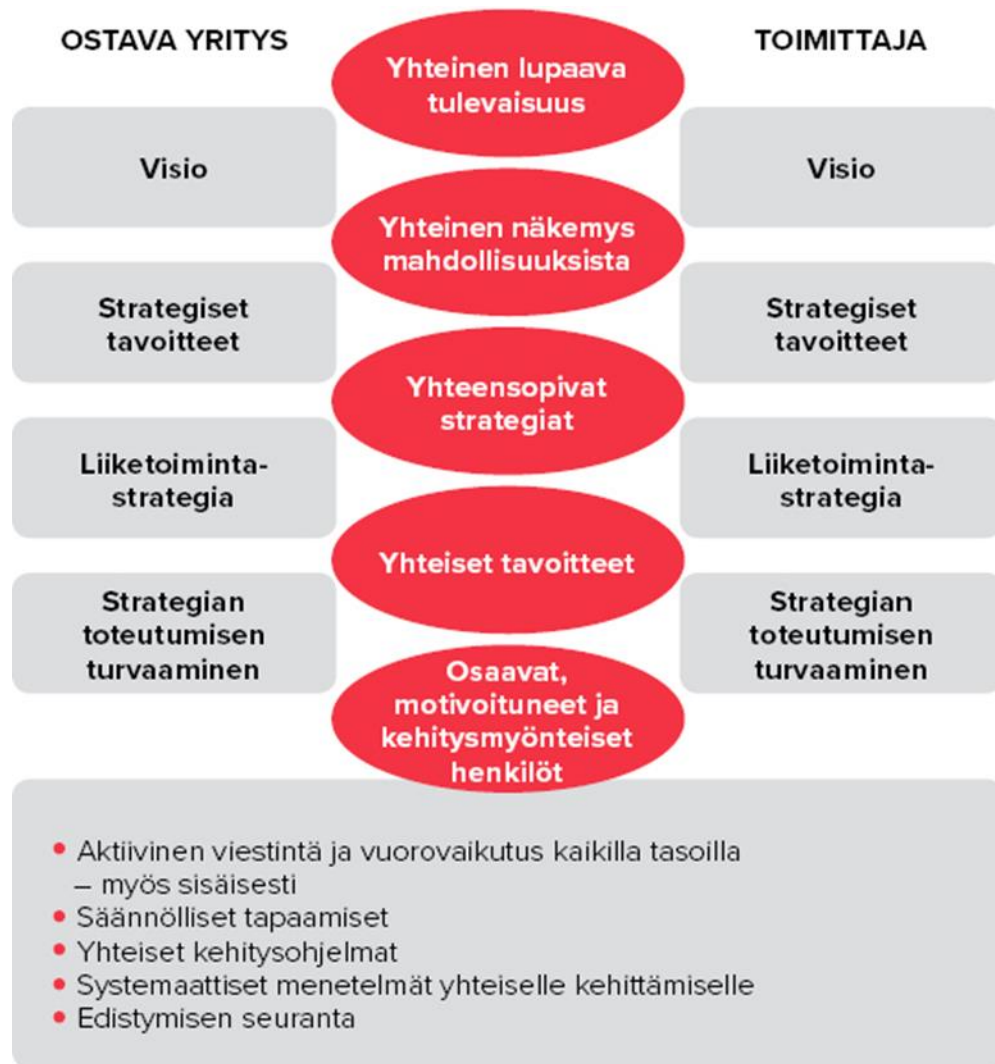 OSTAVA YRITYS
TOIMITTAJA
Yhteinen lupaava
tulevaisuus
Visio
Visio
Yhteinen näkemys
mahdollisuuksista
Strategiset
tavoitteet
Strategiset
tavoitteet
Yhteensopivat
strategiat
Liiketoiminta-
strategia
Liiketoiminta-
strategia
Yhteiset tavoitteet
Strategian
toteutumisen
turvaaminen
Strategian
toteutumisen
turvaaminen
Osaavat,
motivoituneet ja
kehitysmyönteiset
henkilöt
• Aktiivinen viestintä ja vuorovaikutus kaikilla tasoilla
– myös sisäisesti
• Säännölliset tapaamiset
• Yhteiset kehitysohjelmat
• Systemaattiset menetelmät yhteiselle kehittämiselle
• Edistymisen seuranta